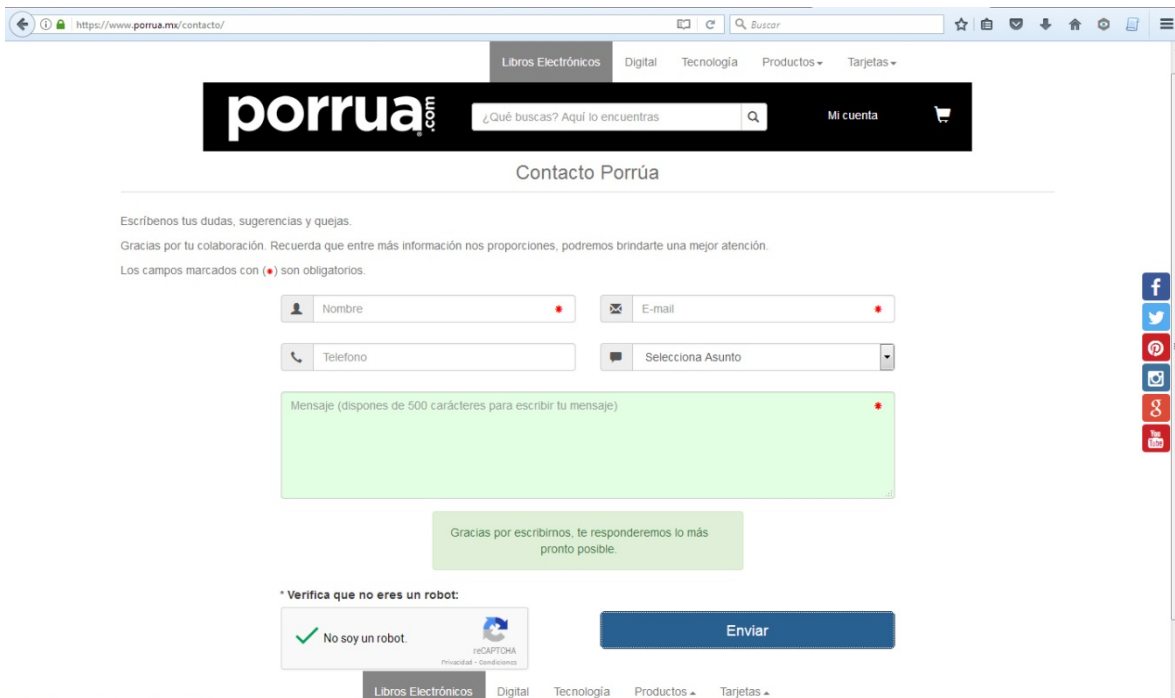 https://www.porrua.mx/contacto/
Buscar
Libros Electrónicos Digital Tecnología Productos Tarjetas
porrua.com
¿Qué buscas? Aquí lo encuentras
Mi cuenta
Contacto Porrúa
Escríbenos tus dudas, sugerencias y quejas.
Gracias por tu colaboración. Recuerda que entre más información nos proporciones, podremos brindarte una mejor atención.
Los campos marcados con (*) son obligatorios.
Nombre * E-mail *
Telefono Selecciona Asunto
Mensaje (dispones de 500 carácteres para escribir tu mensaje) *
Gracias por escribirnos, te responderemos lo más
pronto posible.
* Verifica que no eres un robot:
No soy un robot.
reCAPTCHA
Privacidad - Condiciones
Enviar
Libros Electrónicos Digital Tecnología Productos Tarjetas
f
g
You
Tube